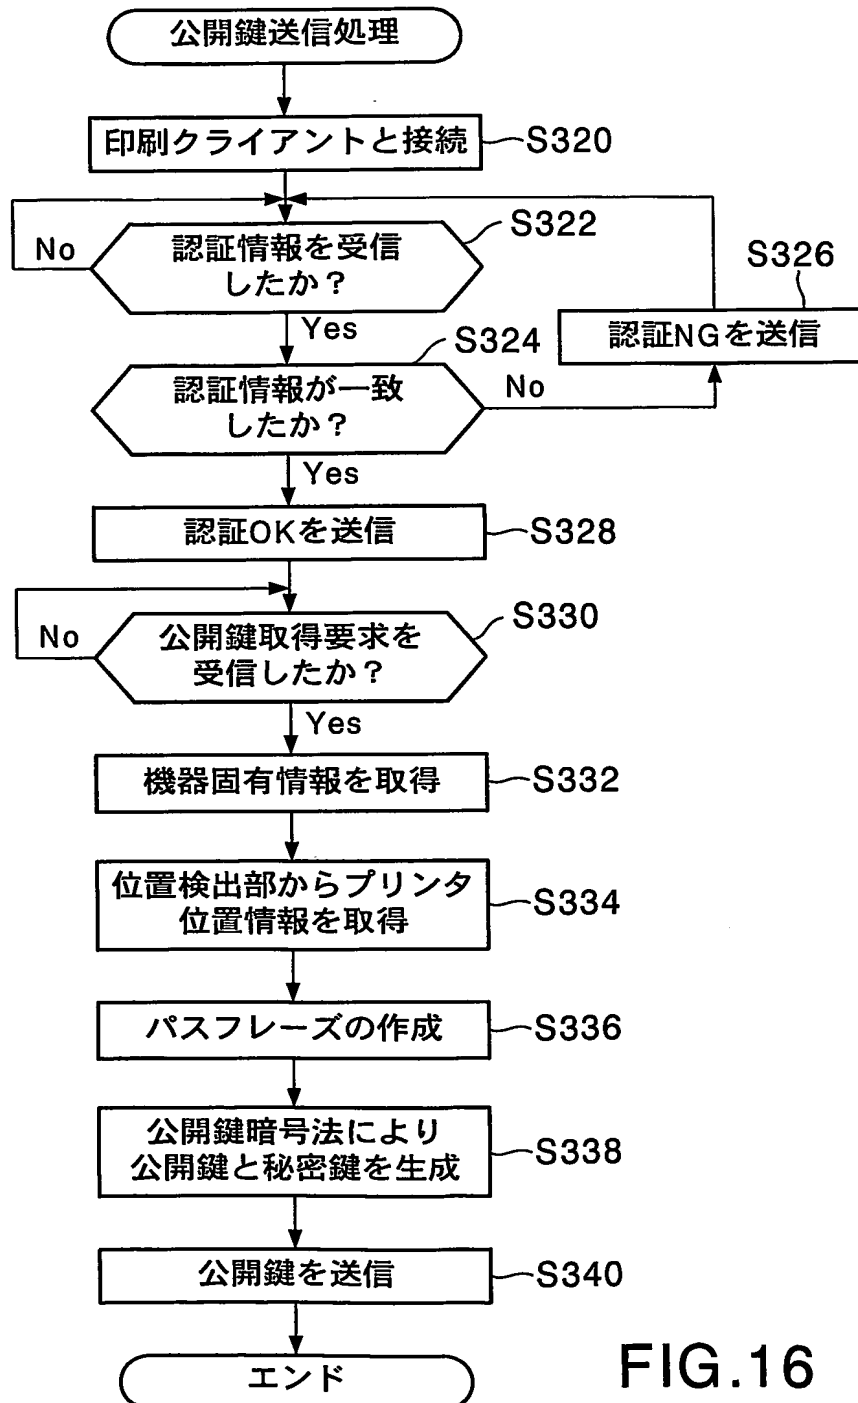 公開鍵送信処理
印刷クライアントと接続
S320
S322
No
認証情報を受信
したか？
S326
Yes
認証NGを送信
S324
認証情報が一致
したか？
No
Yes
認証OKを送信
S328
S330
No
公開鍵取得要求を
受信したか？
Yes
機器固有情報を取得
S332
位置検出部からプリンタ
位置情報を取得
S334
パスフレーズの作成
S336
公開鍵暗号法により
公開鍵と秘密鍵を生成
S338
公開鍵を送信
S340
エンド
FIG.16